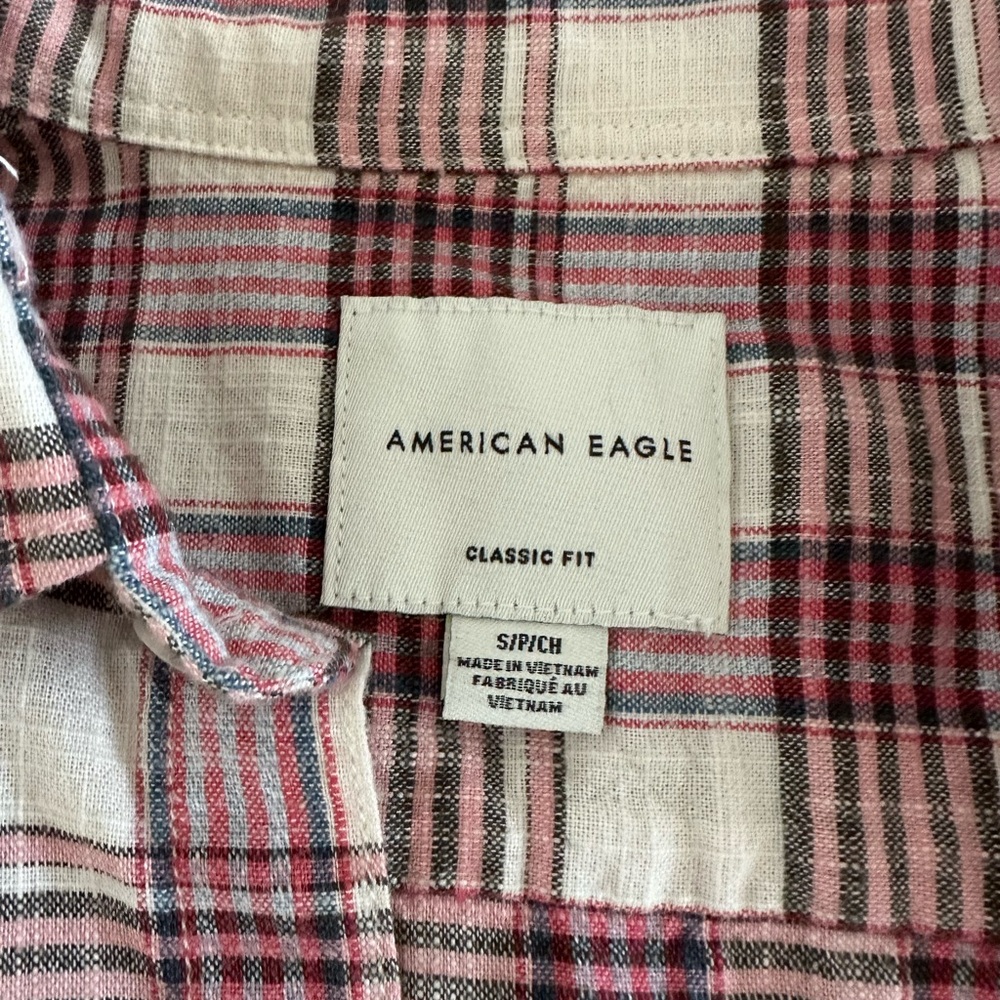 AMERICAN EAGLE
CLASSIC FIT
S/P/CH
MADE IN VIETNAM
FABRIQUÉ AU
VIETNAM